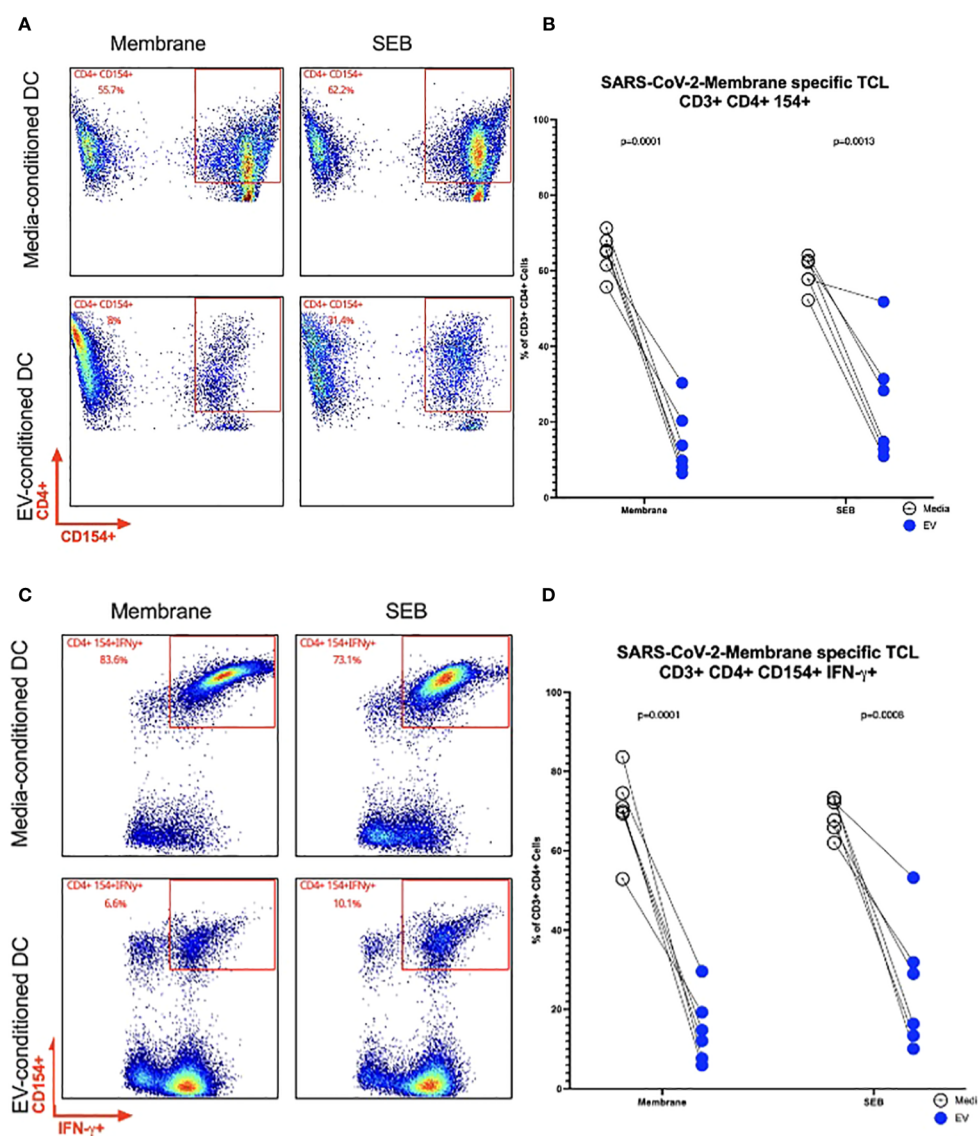 A
Membrane
SEB
Media-conditioned DC
CD4+ CD154+
55.7%
CD4+ CD154+
62.2%
EV-conditioned DC
CD4+ CD154+
8%
CD4+ CD154+
31.4%
CD4+
CD154+
B
SARS-CoV-2-Membrane specific TCL
CD3+ CD4+ 154+
p=0.0001
p=0.0013
% of CD3+ CD4+ Cells
100
80
60
40
20
0
Membrane
SEB
Media
EV
C
Membrane
SEB
Media-conditioned DC
CD4+ 154+IFNy+
83.6%
CD4+ 154+IFNy+
73.1%
EV-conditioned DC
CD4+ 154+IFNy+
6.6%
CD4+ 154+IFNy+
10.1%
CD154+
IFN-γ+
D
SARS-CoV-2-Membrane specific TCL
CD3+ CD4+ CD154+ IFN-γ+
p=0.0001
p=0.0008
% of CD3+ CD4+ Cells
100
80
60
40
20
0
Membrane
SEB
Medi
EV